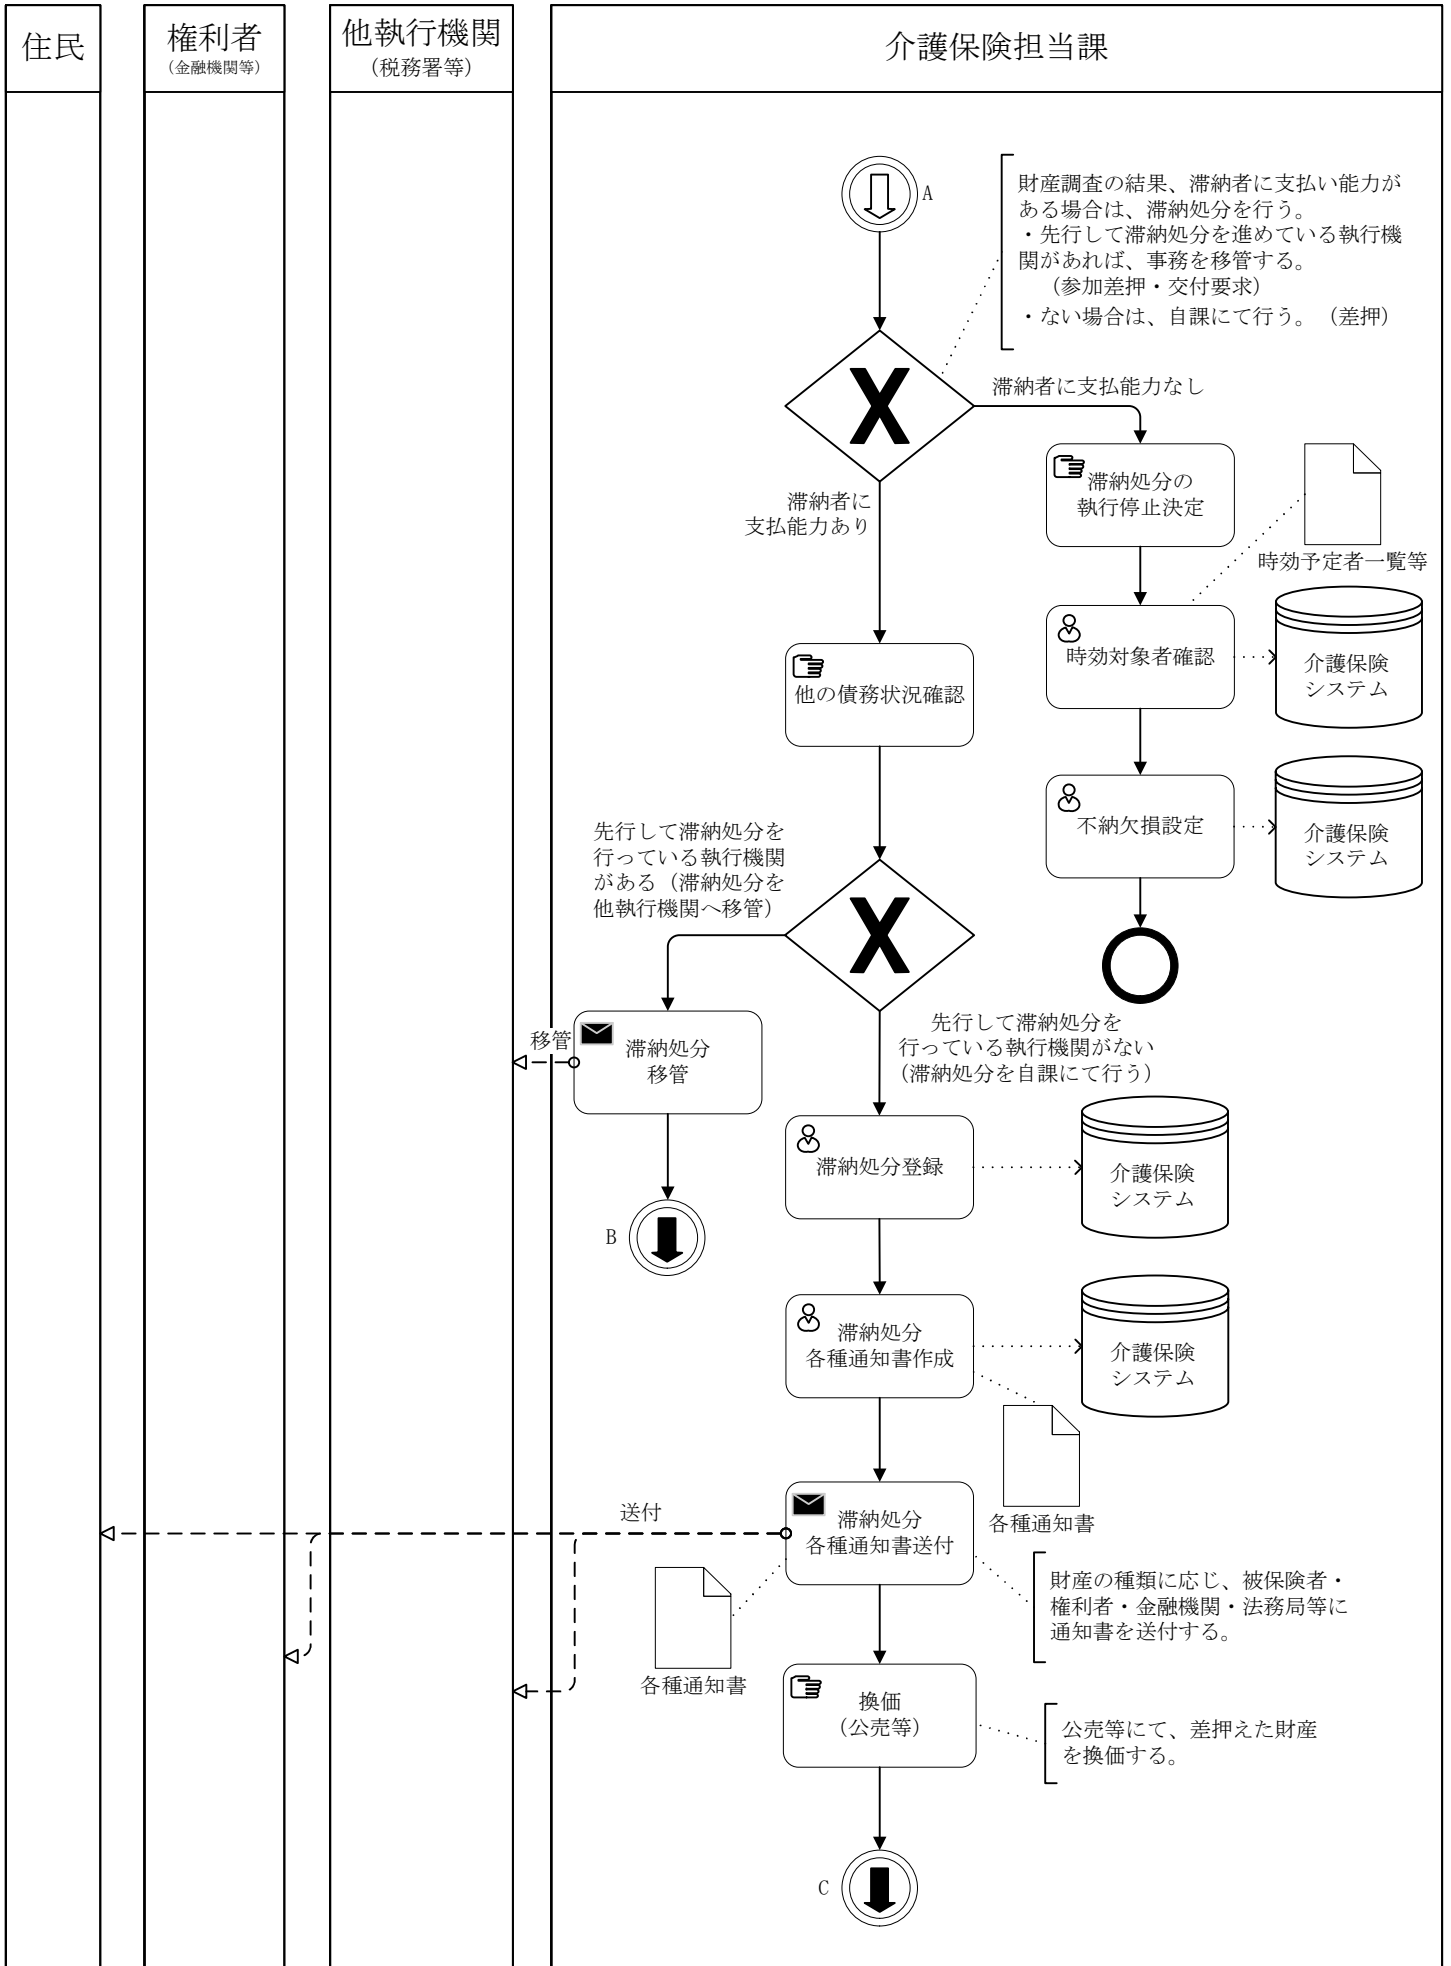 住民
権利者
（金融機関等）
他執行機関
（税務署等）
介護保険担当課
A
財産調査の結果、滞納者に支払い能力が
ある場合は、滞納処分を行う。
・先行して滞納処分を進めている執行機
関があれば、事務を移管する。
（参加差押・交付要求）
・ない場合は、自課にて行う。（差押）
X
滞納者に支払能力なし
滞納者に
支払能力あり
滞納処分の
執行停止決定
時効予定者一覧等
時効対象者確認
介護保険
システム
他の債務状況確認
不納欠損設定
介護保険
システム
先行して滞納処分を
行っている執行機関
がある（滞納処分を
他執行機関へ移管）
X
移管
滞納処分
移管
先行して滞納処分を
行っている執行機関がない
（滞納処分を自課にて行う）
滞納処分登録
介護保険
システム
B
滞納処分
各種通知書作成
介護保険
システム
各種通知書
送付
滞納処分
各種通知書送付
各種通知書
財産の種類に応じ、被保険者・
権利者・金融機関・法務局等に
通知書を送付する。
換価
（公売等）
公売等にて、差押えた財産
を換価する。
C